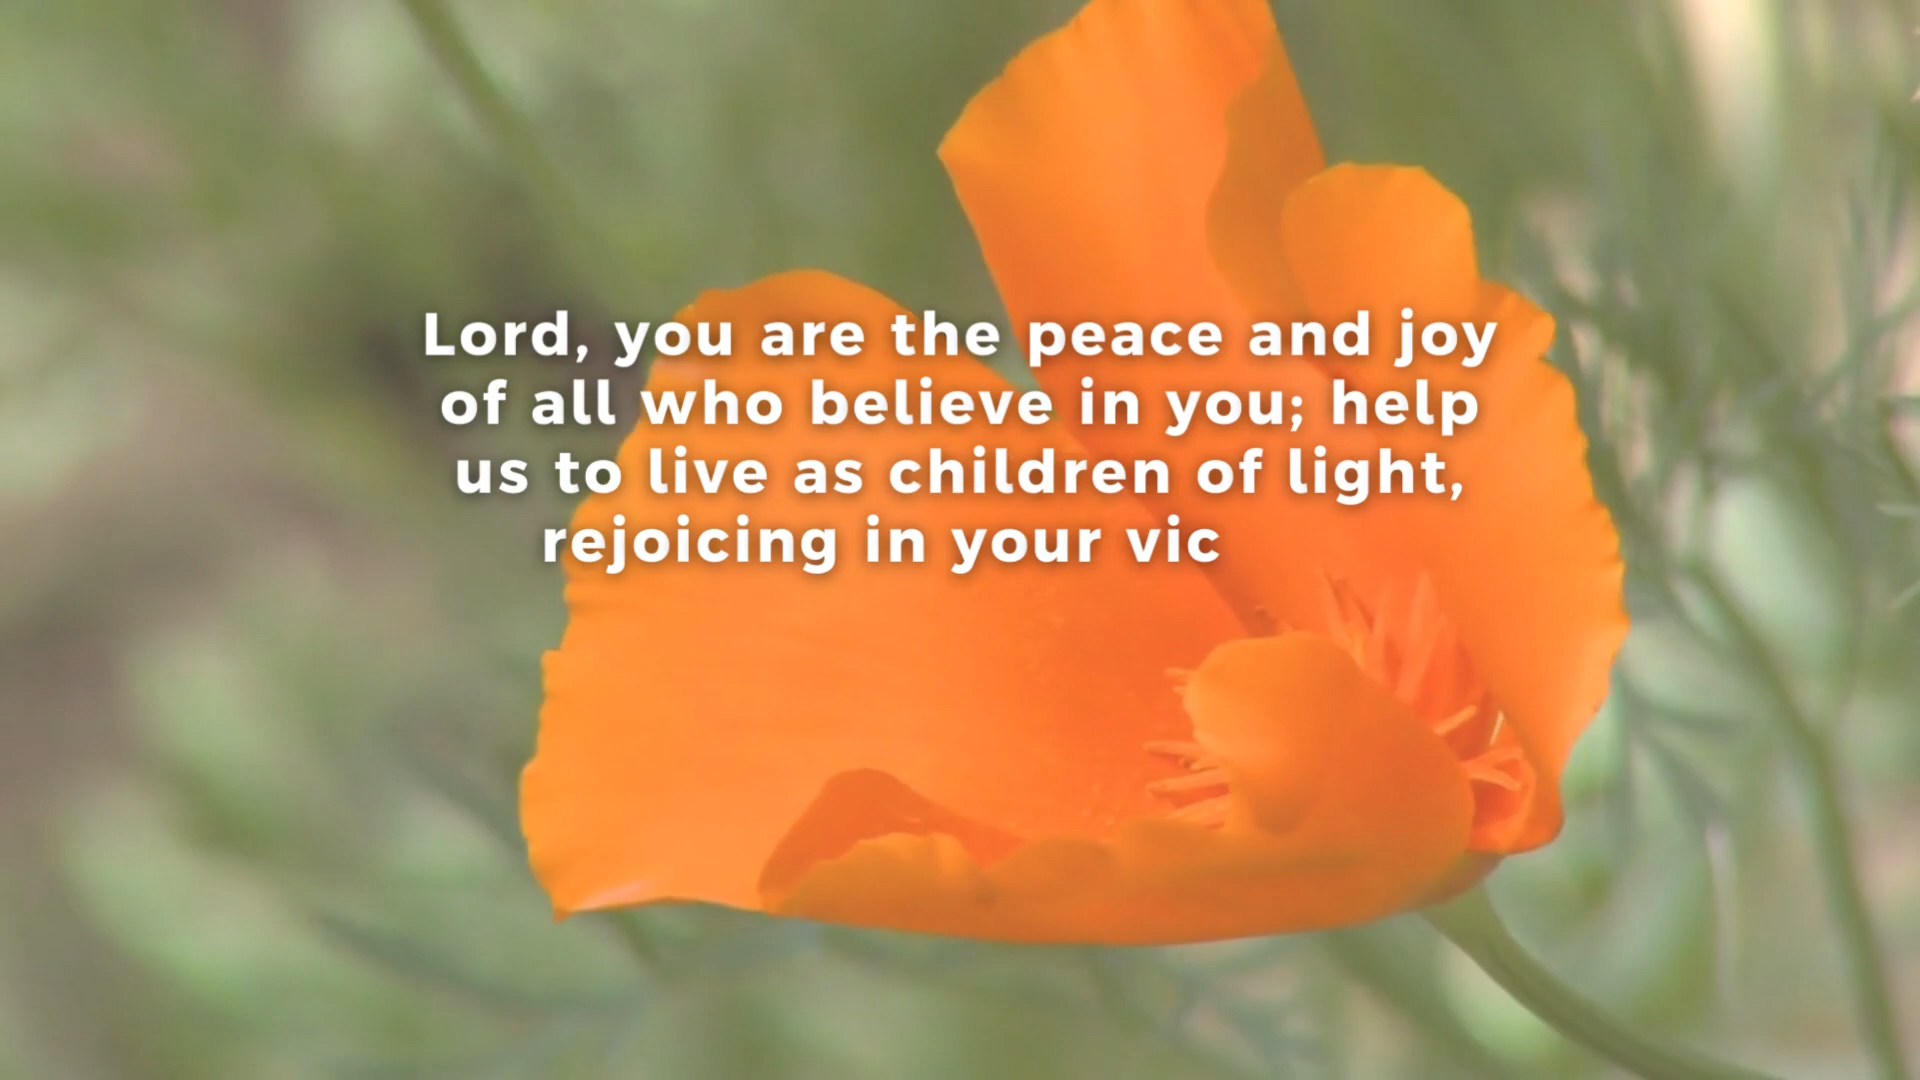 Lord, you are the peace and joy
of all who believe in you; help
us to live as children of light,
rejoicing in your vic